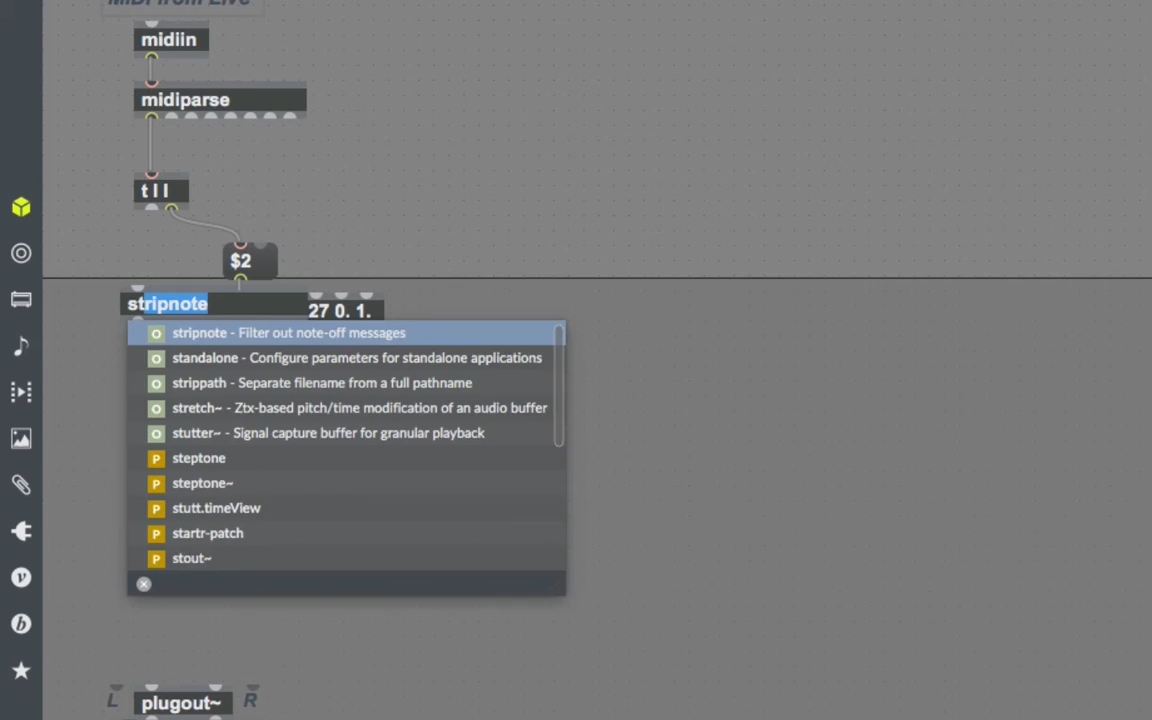 MIDI from Live
midiin
midiparse
t l l
$2
stripnote
27 0. 1.
stripnote - Filter out note-off messages
standalone - Configure parameters for standalone applications
strippath - Separate filename from a full pathname
stretch~ - Ztx-based pitch/time modification of an audio buffer
stutter~ - Signal capture buffer for granular playback
steptone
steptone~
stutt.timeView
startr-patch
stout~
L plugout~ R